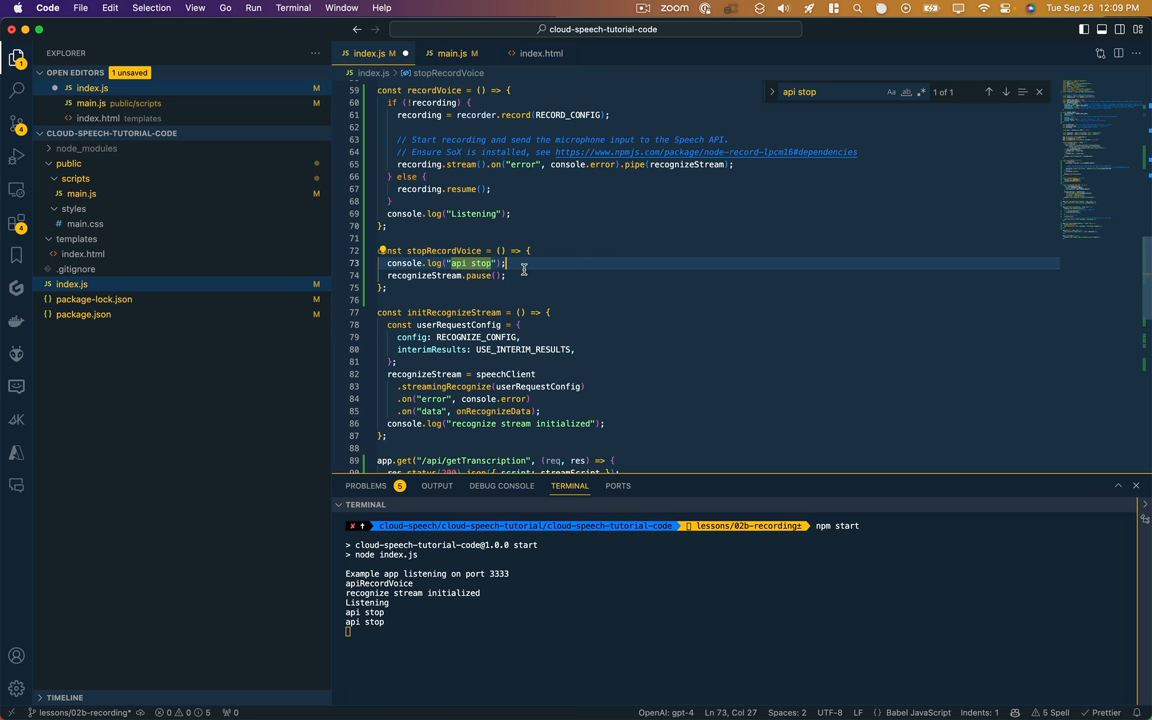 Code File Edit Selection View Go Run Terminal Window Help zoom Tue Sep 26 12:09 PM
cloud-speech-tutorial-code
EXPLORER
JS index.js M
JS main.js M
<> index.html
OPEN EDITORS 1 unsaved
JS index.js > stopRecordVoice
JS index.js M
JS main.js public/scripts M
<> index.html templates
CLOUD-SPEECH-TUTORIAL-CODE
node_modules
public
scripts
JS main.js M
styles
# main.css
templates
<> index.html
.gitignore
JS index.js M
{} package-lock.json M
{} package.json M
TIMELINE
api stop Aa ab 1 of 1
59 const recordVoice = () => {
60 if (!recording) {
61 recording = recorder.record(RECORD_CONFIG);
62
63 // Start recording and send the microphone input to the Speech API.
64 // Ensure SoX is installed, see https://www.npmjs.com/package/node-record-lpcm16#dependencies
65 recording.stream().on("error", console.error).pipe(recognizeStream);
66 } else {
67 recording.resume();
68 }
69 console.log("Listening");
70 };
71
72 const stopRecordVoice = () => {
73 console.log("api stop");
74 recognizeStream.pause();
75 };
76
77 const initRecognizeStream = () => {
78 const userRequestConfig = {
79 config: RECOGNIZE_CONFIG,
80 interimResults: USE_INTERIM_RESULTS,
81 };
82 recognizeStream = speechClient
83 .streamingRecognize(userRequestConfig)
84 .on("error", console.error)
85 .on("data", onRecognizeData);
86 console.log("recognize stream initialized");
87 };
88
89 app.get("/api/getTranscription", (req, res) => {
90 res.status(200).json({ script: streamScript });
PROBLEMS 5 OUTPUT DEBUG CONSOLE TERMINAL PORTS
TERMINAL
cloud-speech/cloud-speech-tutorial/cloud-speech-tutorial-code lessons/02b-recording± npm start
> cloud-speech-tutorial-code@1.0.0 start
> node index.js
Example app listening on port 3333
apiRecordVoice
recognize stream initialized
Listening
api stop
api stop
lessons/02b-recording* 0 0 5 0 OpenAI: gpt-4 Ln 73, Col 27 Spaces: 2 UTF-8 LF {} Babel JavaScript Indents: 1 5 Spell Prettier